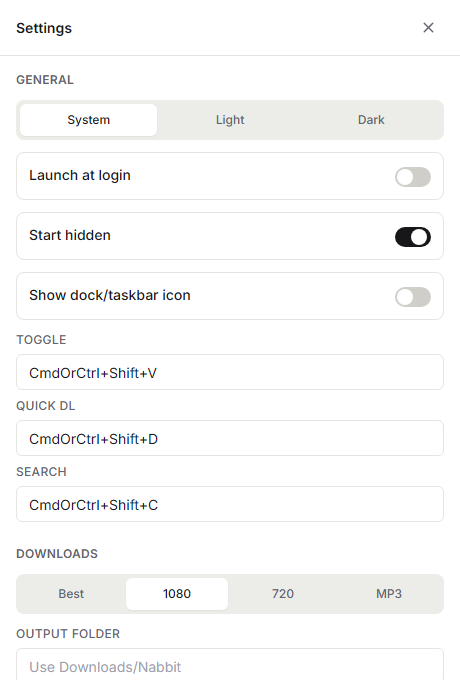 Settings
GENERAL
System Light Dark
Launch at login
Start hidden
Show dock/taskbar icon
TOGGLE
CmdOrCtrl+Shift+V
QUICK DL
CmdOrCtrl+Shift+D
SEARCH
CmdOrCtrl+Shift+C
DOWNLOADS
Best 1080 720 MP3
OUTPUT FOLDER
Use Downloads/Nabbit